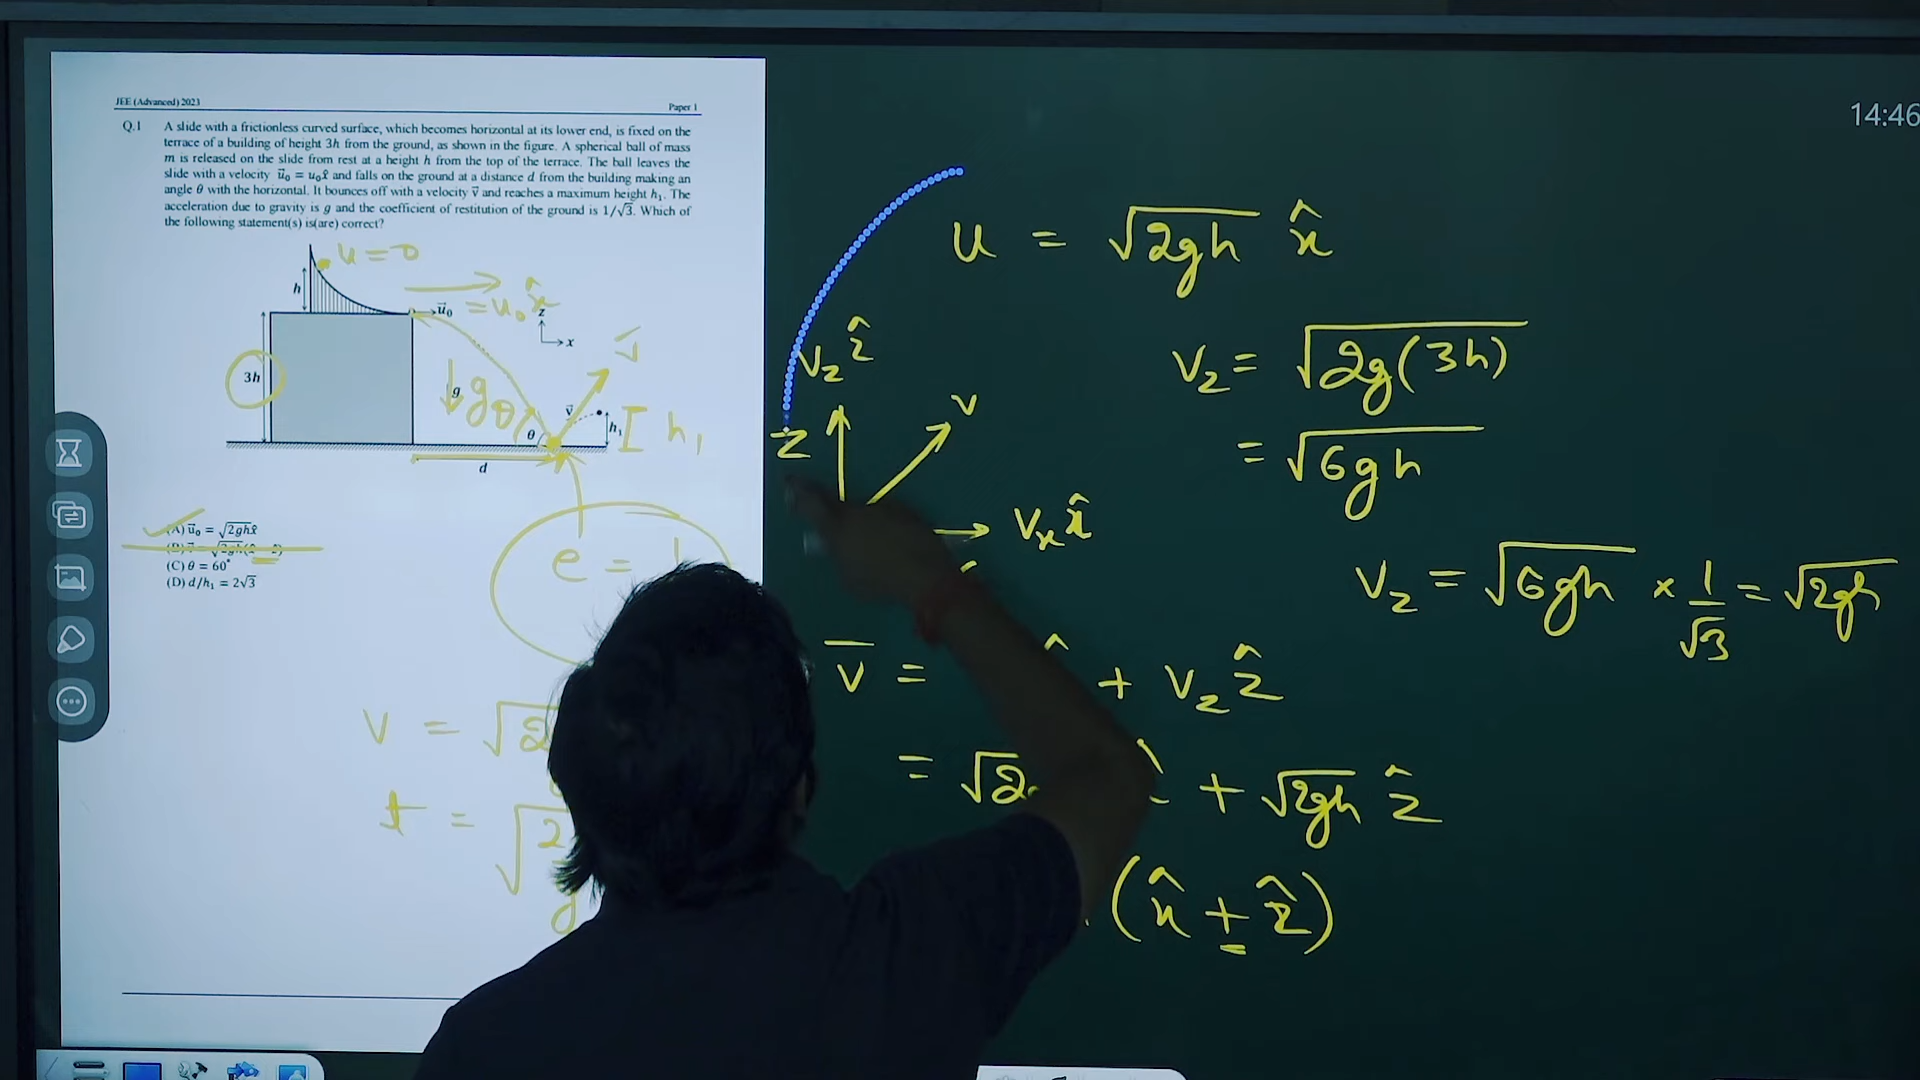 14:46
JEE (Advanced) 2023
Paper 1
Q.1 A slide with a frictionless curved surface, which becomes horizontal at its lower end, is fixed on the
terrace of a building of height 3h from the ground, as shown in the figure. A spherical ball of mass
m is released on the slide from rest at a height h from the top of the terrace. The ball leaves the
slide with a velocity u⃗₀ = u₀x̂ and falls on the ground at a distance d from the building making an
angle θ with the horizontal. It bounces off with a velocity v⃗ and reaches a maximum height h₁. The
acceleration due to gravity is g and the coefficient of restitution of the ground is 1/√3. Which of
the following statement(s) is(are) correct?
u = 0
h
u⃗₀
= u₀x̂
z
x
3h
g
g
θ
θ
v⃗
h₁
h₁
d
(A) u⃗₀ = √2gh x̂
(C) θ = 60°
(D) d/h₁ = 2√3
e =
v = √2
t = √2
g
u = √2gh x̂
v_z ẑ
v_z = √2g(3h)
v
z
= √6gh
v_x x̂
v_z = √6gh × 1/√3 = √2gh
v̄ = + v_z ẑ
= √2 + √2gh ẑ
(x̂ + ẑ)